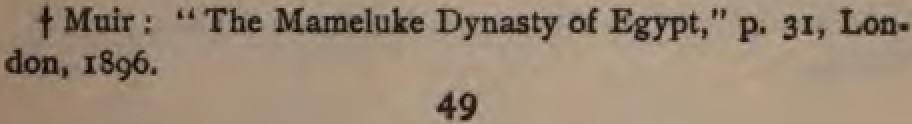 † Muir: "The Mameluke Dynasty of Egypt," p. 31, Lon-
don, 1896.
49